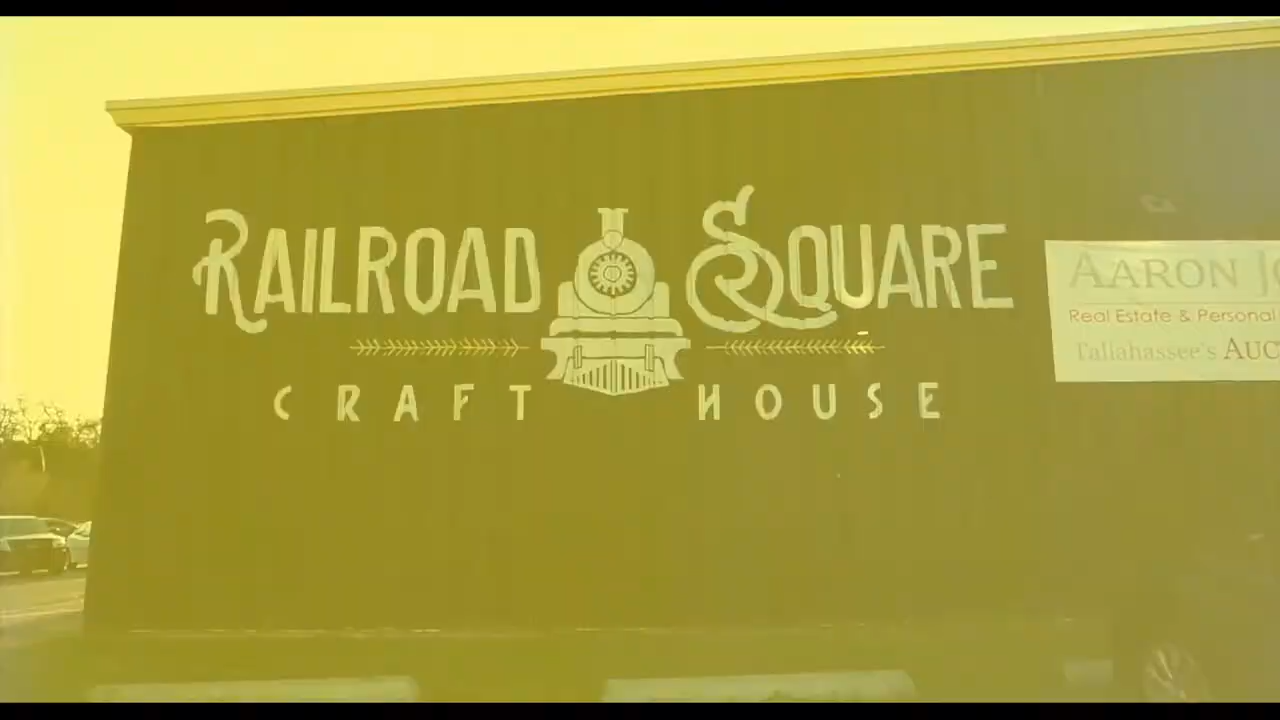 RAILROAD SQUARE
CRAFT HOUSE
AARON
Real Estate & Personal
Tallahassee's